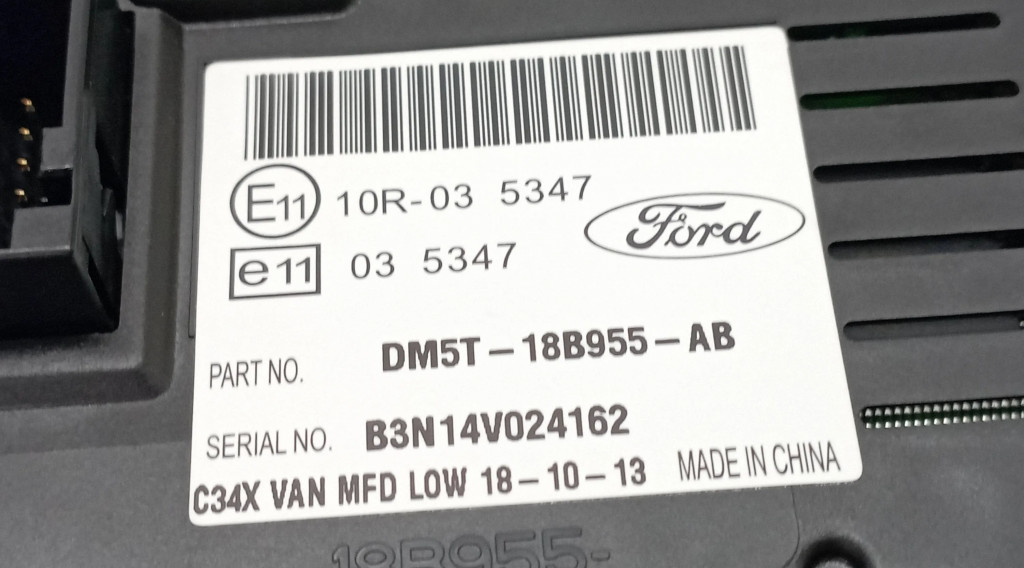 E11 10R-03 5347
Ford
e11 03 5347
PART NO. DM5T-18B955-AB
SERIAL NO. B3N14V024162
C34X VAN MFD LOW 18-10-13 MADE IN CHINA
18B955-